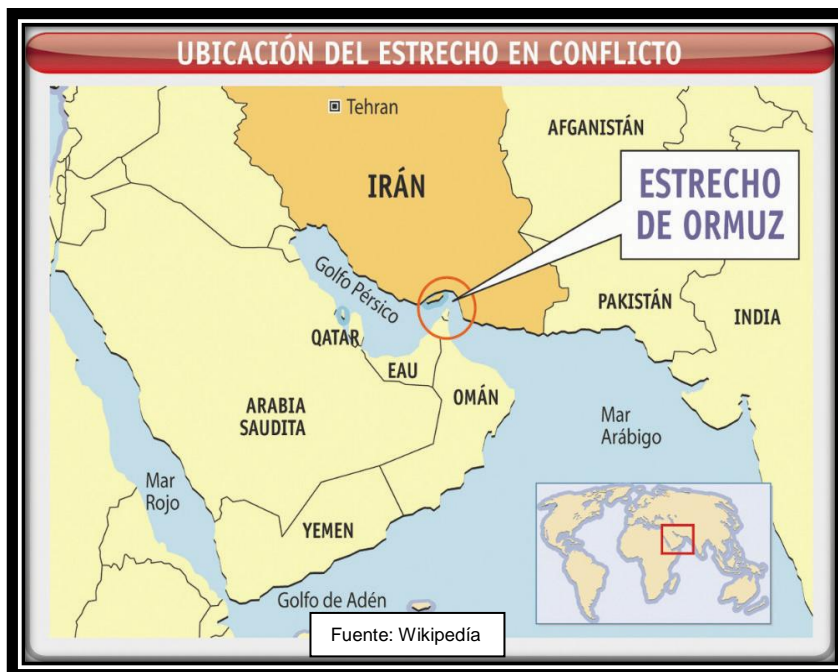 UBICACIÓN DEL ESTRECHO EN CONFLICTO
Tehran
AFGANISTÁN
IRÁN
ESTRECHO
DE ORMUZ
Golfo Pérsico
PAKISTÁN
INDIA
QATAR
EAU
OMÁN
ARABIA
SAUDITA
Mar
Arábigo
Mar
Rojo
YEMEN
Golfo de Adén
Fuente: Wikipedía